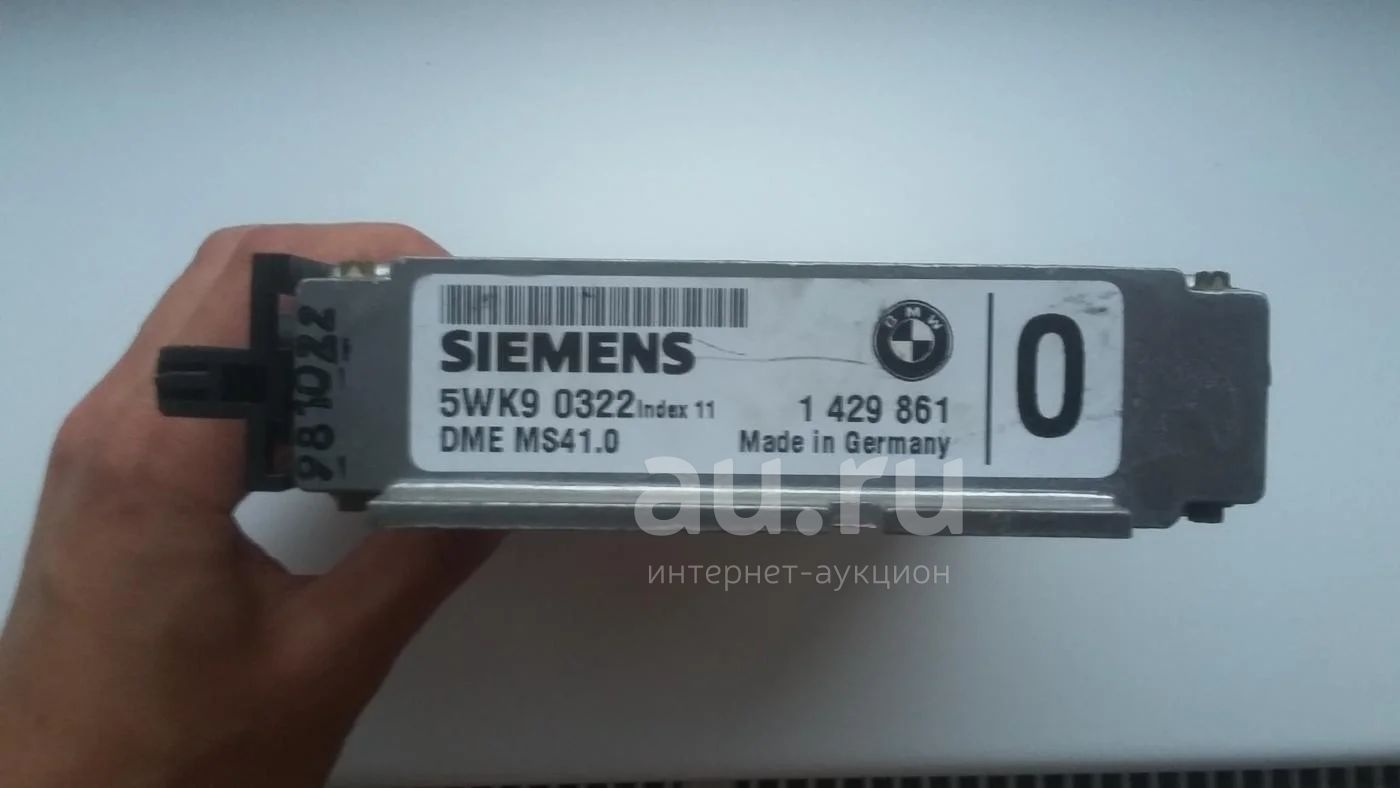 981022
SIEMENS
BMW
0
5WK9 0322 Index 11
1 429 861
DME MS41.0
Made in Germany
au.ru
интернет-аукцион